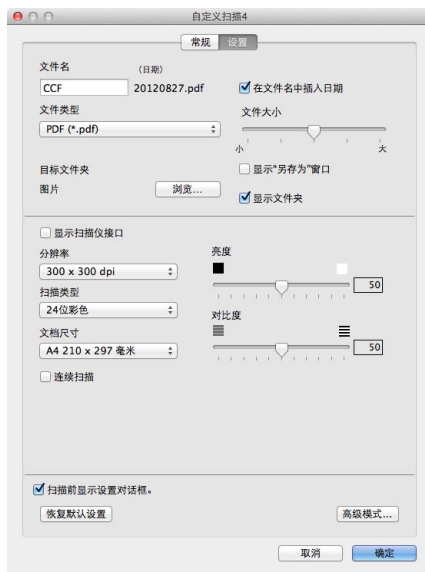 自定义扫描4
常规 设置
文件名 (日期)
CCF 20120827.pdf 在文件名中插入日期
文件类型 文件大小
PDF (*.pdf)
小 大
目标文件夹 显示“另存为”窗口
图片 浏览... 显示文件夹
显示扫描仪接口
分辨率 亮度
300 x 300 dpi 50
扫描类型
24位彩色 对比度
文档尺寸
A4 210 x 297 毫米 50
连续扫描
扫描前显示设置对话框。
恢复默认设置 高级模式...
取消 确定